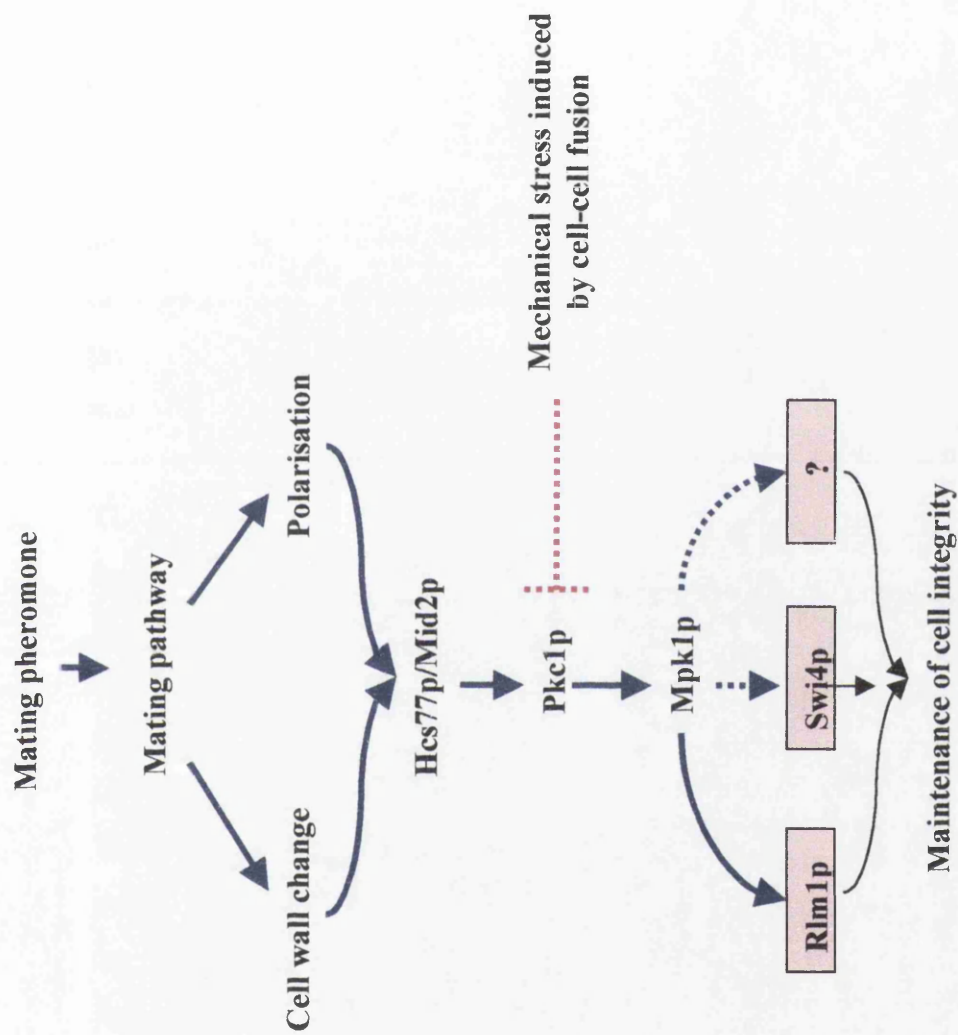 Mating pheromone
Mating pathway
Cell wall change
Polarisation
Hcs77p/Mid2p
Pkc1p
Mechanical stress induced
by cell-cell fusion
Mpk1p
Rlm1p
Swi4p
?
Maintenance of cell integrity